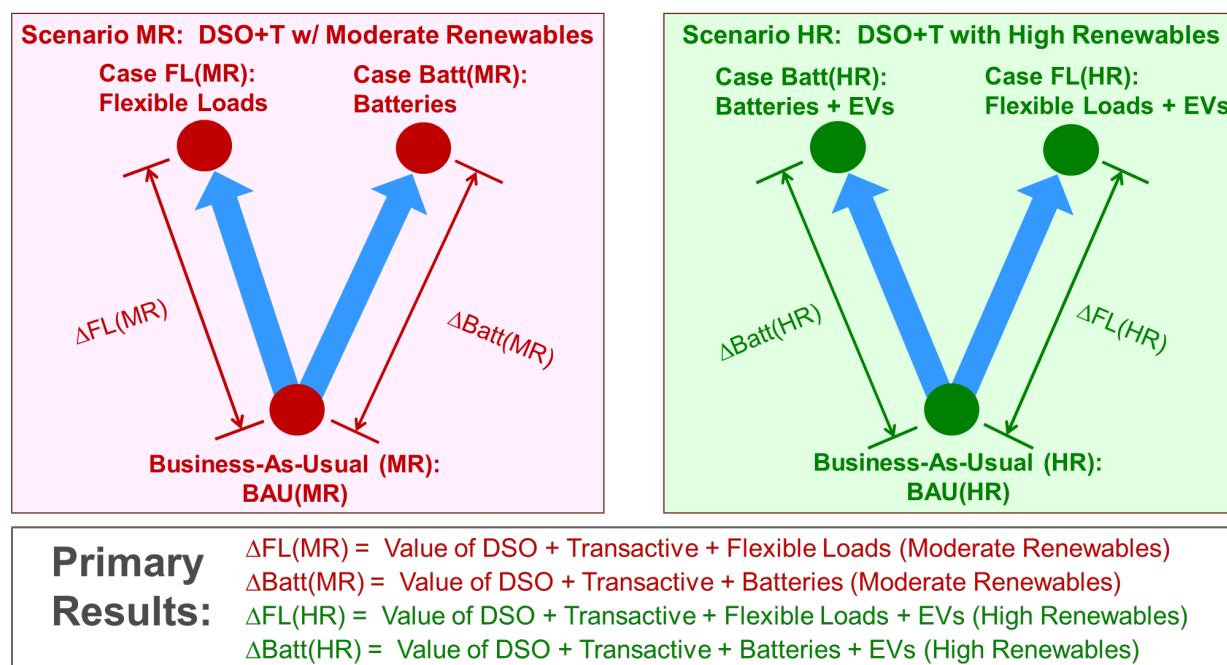 Scenario MR: DSO+T w/ Moderate Renewables
Case FL(MR):
Flexible Loads
Case Batt(MR):
Batteries
ΔFL(MR)
ΔBatt(MR)
Business-As-Usual (MR):
BAU(MR)
Scenario HR: DSO+T with High Renewables
Case Batt(HR):
Batteries + EVs
Case FL(HR):
Flexible Loads + EVs
ΔBatt(HR)
ΔFL(HR)
Business-As-Usual (HR):
BAU(HR)
Primary
Results:
ΔFL(MR) = Value of DSO + Transactive + Flexible Loads (Moderate Renewables)
ΔBatt(MR) = Value of DSO + Transactive + Batteries (Moderate Renewables)
ΔFL(HR) = Value of DSO + Transactive + Flexible Loads + EVs (High Renewables)
ΔBatt(HR) = Value of DSO + Transactive + Batteries + EVs (High Renewables)